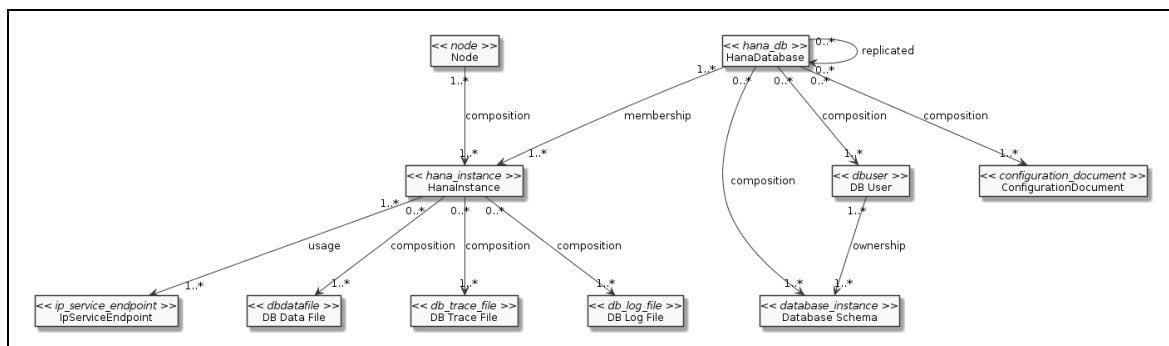 << node >>
Node
<< hana_db >>
HanaDatabase
0..*
replicated
0..*
1..*
1..*
0..*
0..*
0..*
composition
membership
composition
composition
1..*
1..*
1..*
1..*
<< hana_instance >>
HanaInstance
<< dbuser >>
DB User
<< configuration_document >>
ConfigurationDocument
composition
1..*
0..*
0..*
0..*
1..*
usage
composition
composition
composition
ownership
1..*
1..*
1..*
1..*
1..*
1..*
<< ip_service_endpoint >>
IpServiceEndpoint
<< dbdatafile >>
DB Data File
<< db_trace_file >>
DB Trace File
<< db_log_file >>
DB Log File
<< database_instance >>
Database Schema